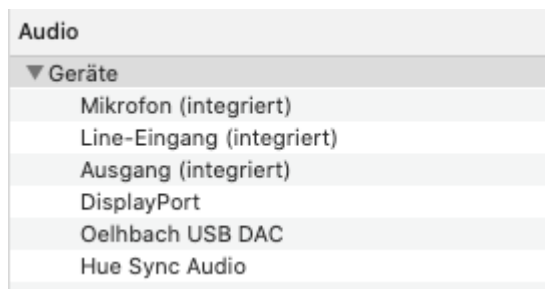 Audio
Geräte
Mikrofon (integriert)
Line-Eingang (integriert)
Ausgang (integriert)
DisplayPort
Oelhbach USB DAC
Hue Sync Audio